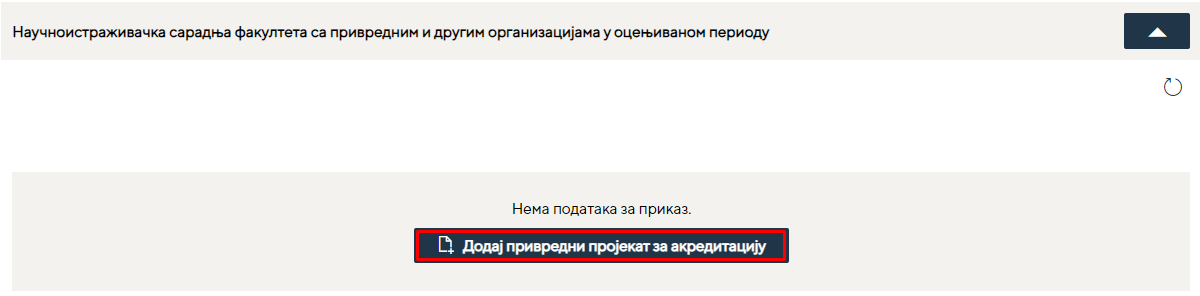 Научноистраживачка сарадња факултета са привредним и другим организацијама у оцењиваном периоду
Нема података за приказ.
Додај привредни пројекат за акредитацију